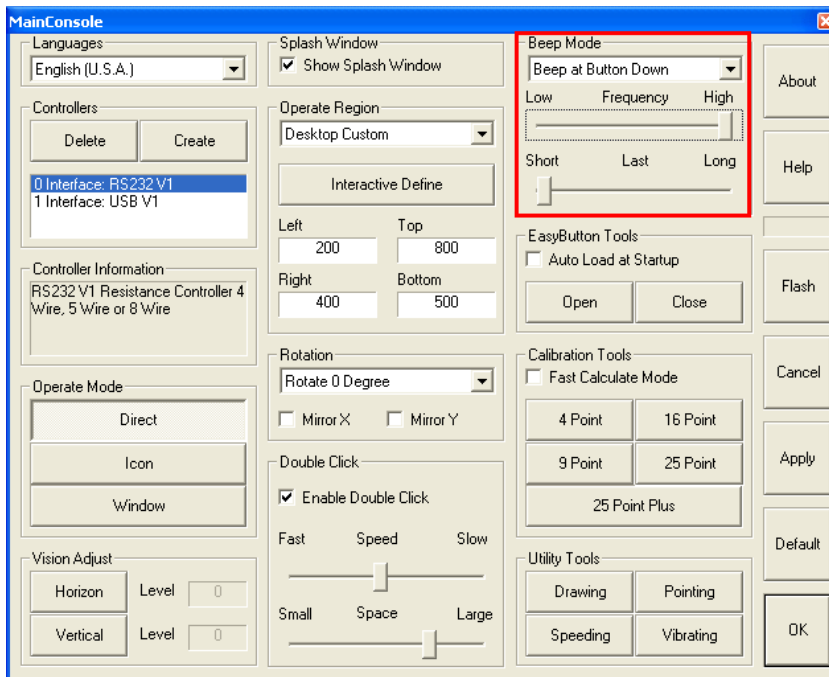 MainConsole
Languages
English (U.S.A.)
Controllers
Delete Create
0 Interface: RS232 V1
1 Interface: USB V1
Controller Information
RS232 V1 Resistance Controller 4
Wire, 5 Wire or 8 Wire
Operate Mode
Direct
Icon
Window
Vision Adjust
Horizon Level 0
Vertical Level 0
Splash Window
Show Splash Window
Operate Region
Desktop Custom
Interactive Define
Left Top
200 800
Right Bottom
400 500
Rotation
Rotate 0 Degree
Mirror X Mirror Y
Double Click
Enable Double Click
Fast Speed Slow
Small Space Large
Beep Mode
Beep at Button Down
Low Frequency High
Short Last Long
EasyButton Tools
Auto Load at Startup
Open Close
Calibration Tools
Fast Calculate Mode
4 Point 16 Point
9 Point 25 Point
25 Point Plus
Utility Tools
Drawing Pointing
Speeding Vibrating
About
Help
Flash
Cancel
Apply
Default
OK